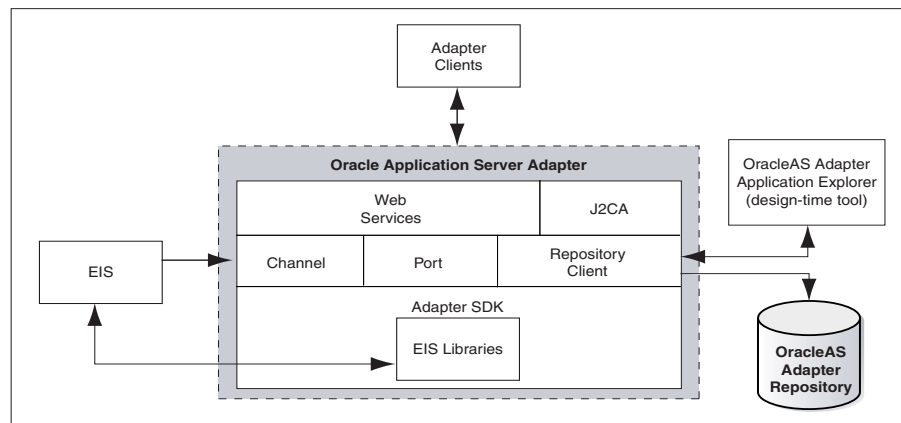 Adapter
Clients
Oracle Application Server Adapter
Web
Services
J2CA
OracleAS Adapter
Application Explorer
(design-time tool)
EIS
Channel
Port
Repository
Client
Adapter SDK
EIS Libraries
OracleAS
Adapter
Repository